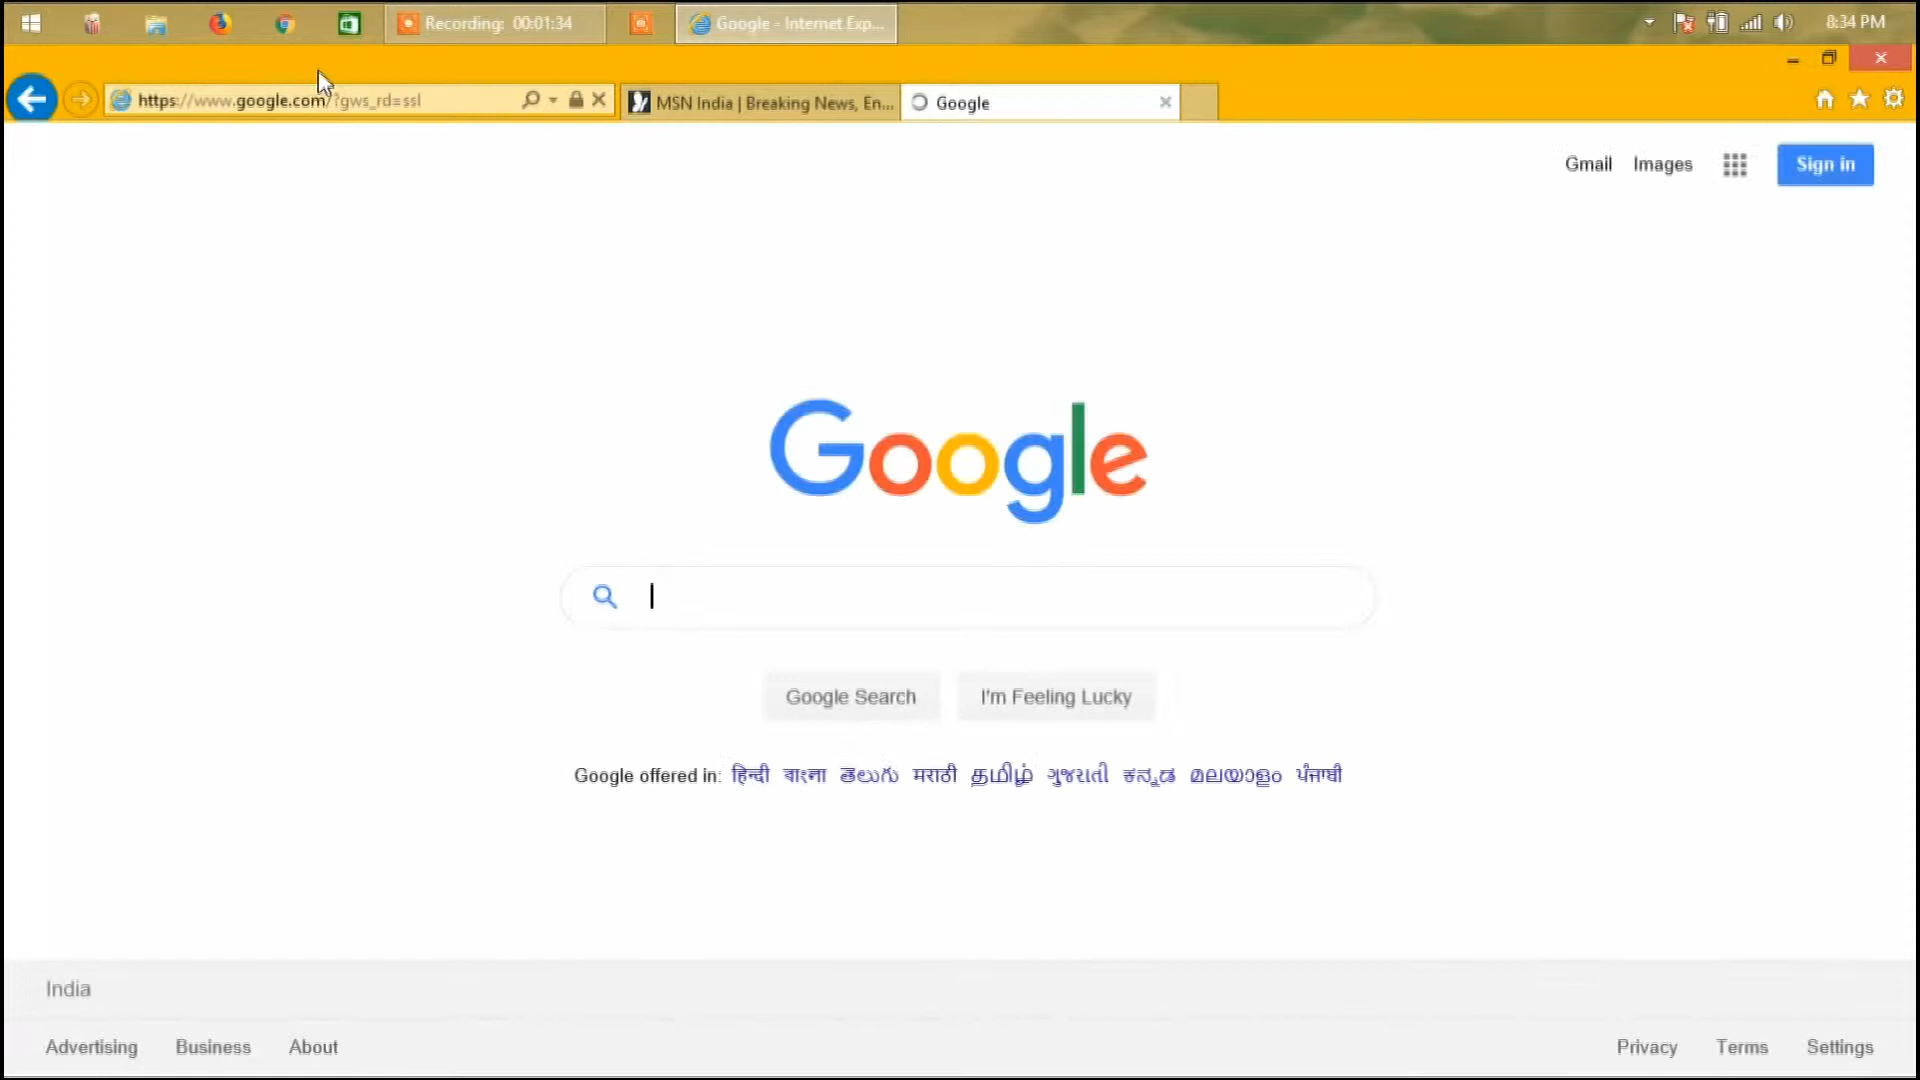 Recording: 00:01:34
Google - Internet Exp...
8:34 PM
https://www.google.com/?gws_rd=ssl
MSN India | Breaking News, En...
Google
Gmail Images Sign in
Google
Google Search I'm Feeling Lucky
Google offered in: हिन्दी বাংলা తెలుగు मराठी தமிழ் ગુજરાતી ಕನ್ನಡ മലയാളം ਪੰਜਾਬੀ
India
Advertising Business About Privacy Terms Settings